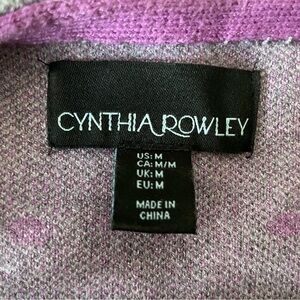 CYNTHIA ROWLEY
US: M
CA: M/M
UK: M
EU: M
MADE IN
CHINA